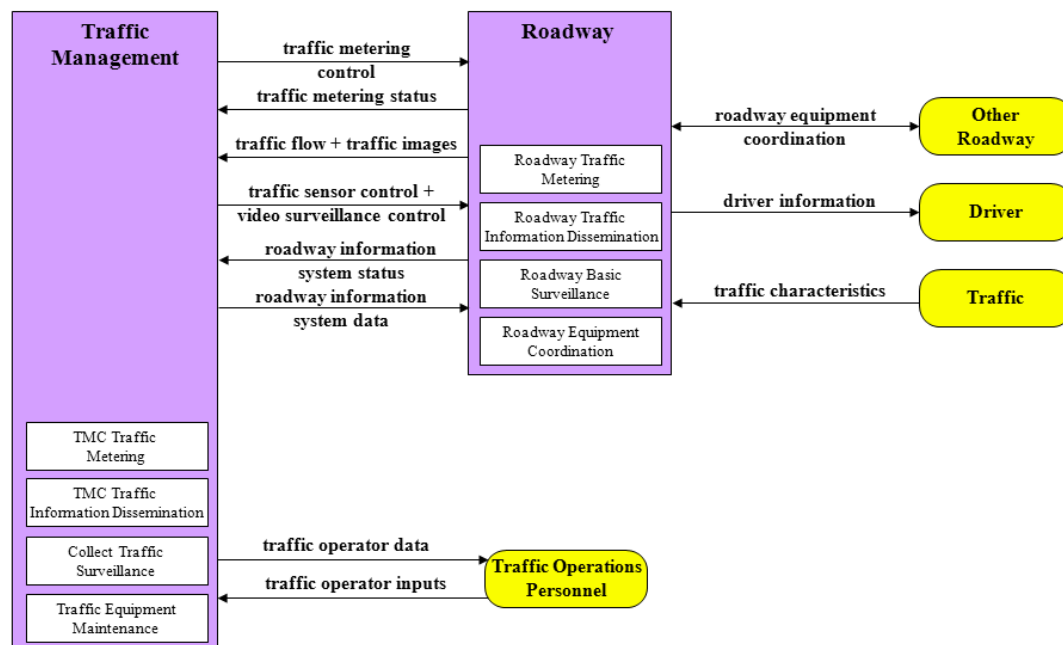 Traffic
Management
traffic metering
control
traffic metering status
traffic flow + traffic images
traffic sensor control +
video surveillance control
roadway information
system status
roadway information
system data
Roadway
Roadway Traffic
Metering
Roadway Traffic
Information Dissemination
Roadway Basic
Surveillance
Roadway Equipment
Coordination
roadway equipment
coordination
Other
Roadway
driver information
Driver
traffic characteristics
Traffic
TMC Traffic
Metering
TMC Traffic
Information Dissemination
Collect Traffic
Surveillance
Traffic Equipment
Maintenance
traffic operator data
traffic operator inputs
Traffic Operations
Personnel